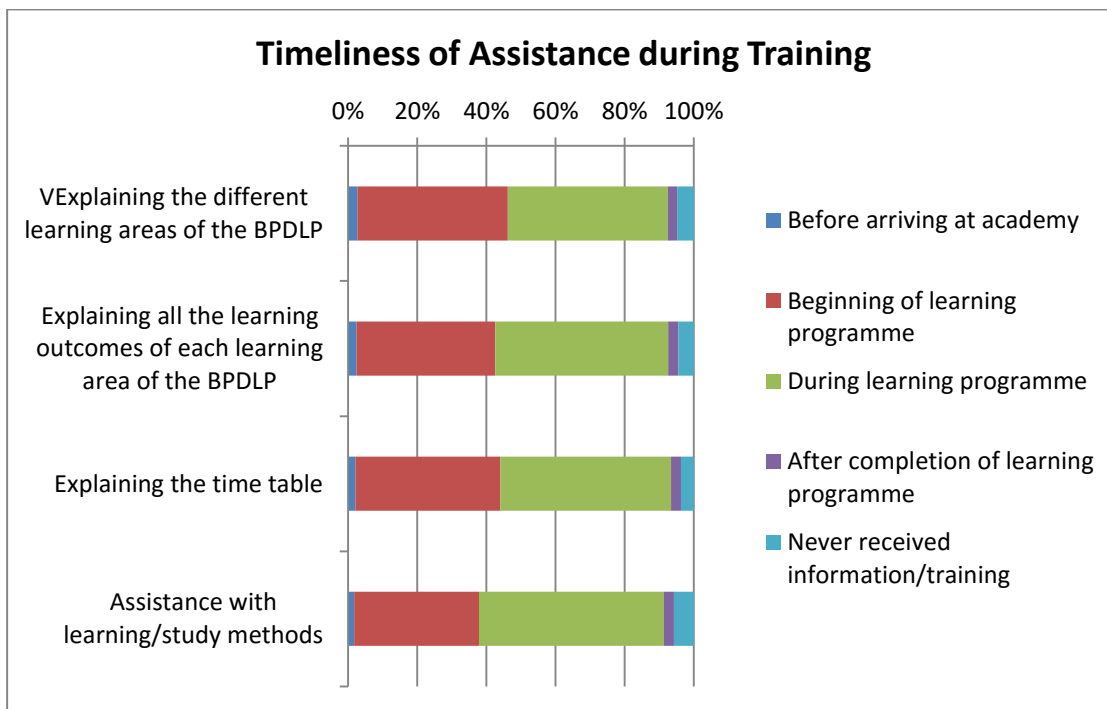 Timeliness of Assistance during Training
0% 20% 40% 60% 80% 100%
VExplaining the different
learning areas of the BPDLP
Explaining all the learning
outcomes of each learning
area of the BPDLP
Explaining the time table
Assistance with
learning/study methods
Before arriving at academy
Beginning of learning
programme
During learning programme
After completion of learning
programme
Never received
information/training